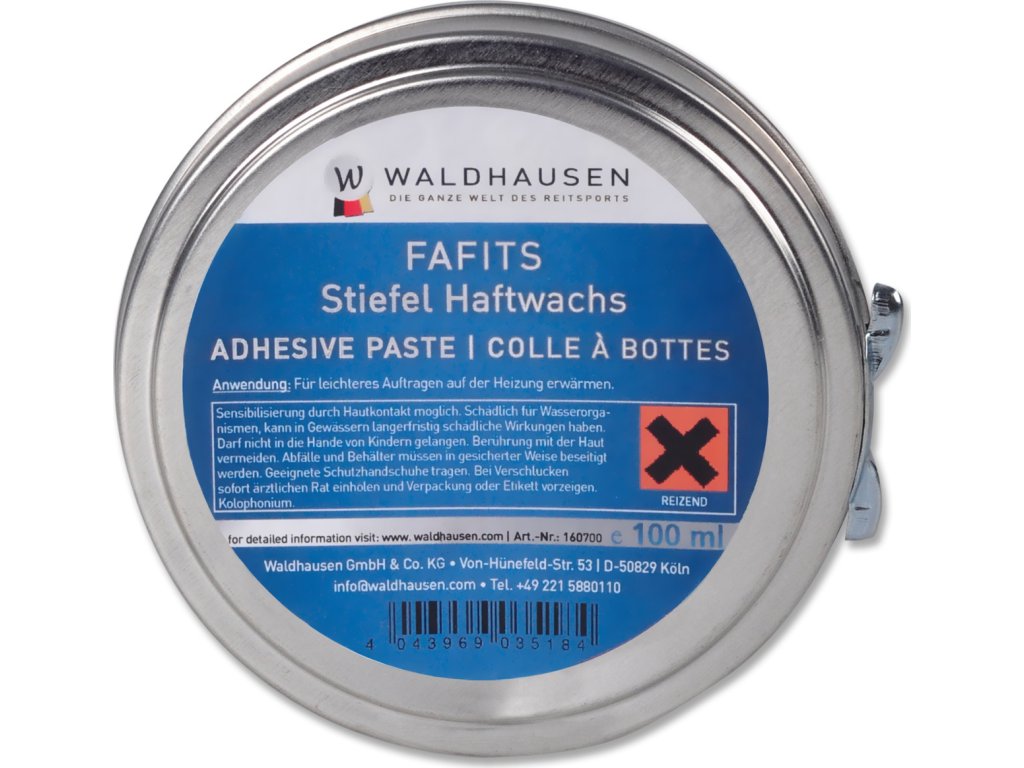 W WALDHAUSEN
DIE GANZE WELT DES REITSPORTS
FAFITS
Stiefel Haftwachs
ADHESIVE PASTE | COLLE À BOTTES
Anwendung: Für leichteres Auftragen auf der Heizung erwärmen.
Sensibilisierung durch Hautkontakt moglich. Schädlich für Wasserorga-
nismen, kann in Gewässern langerfristig schädliche Wirkungen haben.
Darf nicht in die Hände von Kindern gelangen. Berührung mit der Haut
vermeiden. Abfälle und Behälter müssen in gesicherter Weise beseitigt
werden. Geeignete Schutzhandschuhe tragen. Bei Verschlucken
sofort ärztlichen Rat einholen und Verpackung oder Etikett vorzeigen.
Kolophonium.
REIZEND
for detailed information visit: www. waldhausen.com | Art.-Nr.: 160700 e 100 ml
Waldhausen GmbH & Co. KG • Von-Hünefeld-Str. 53 | D-50829 Köln
info@waldhausen.com • Tel. +49 221 5880110
4 043969 035184